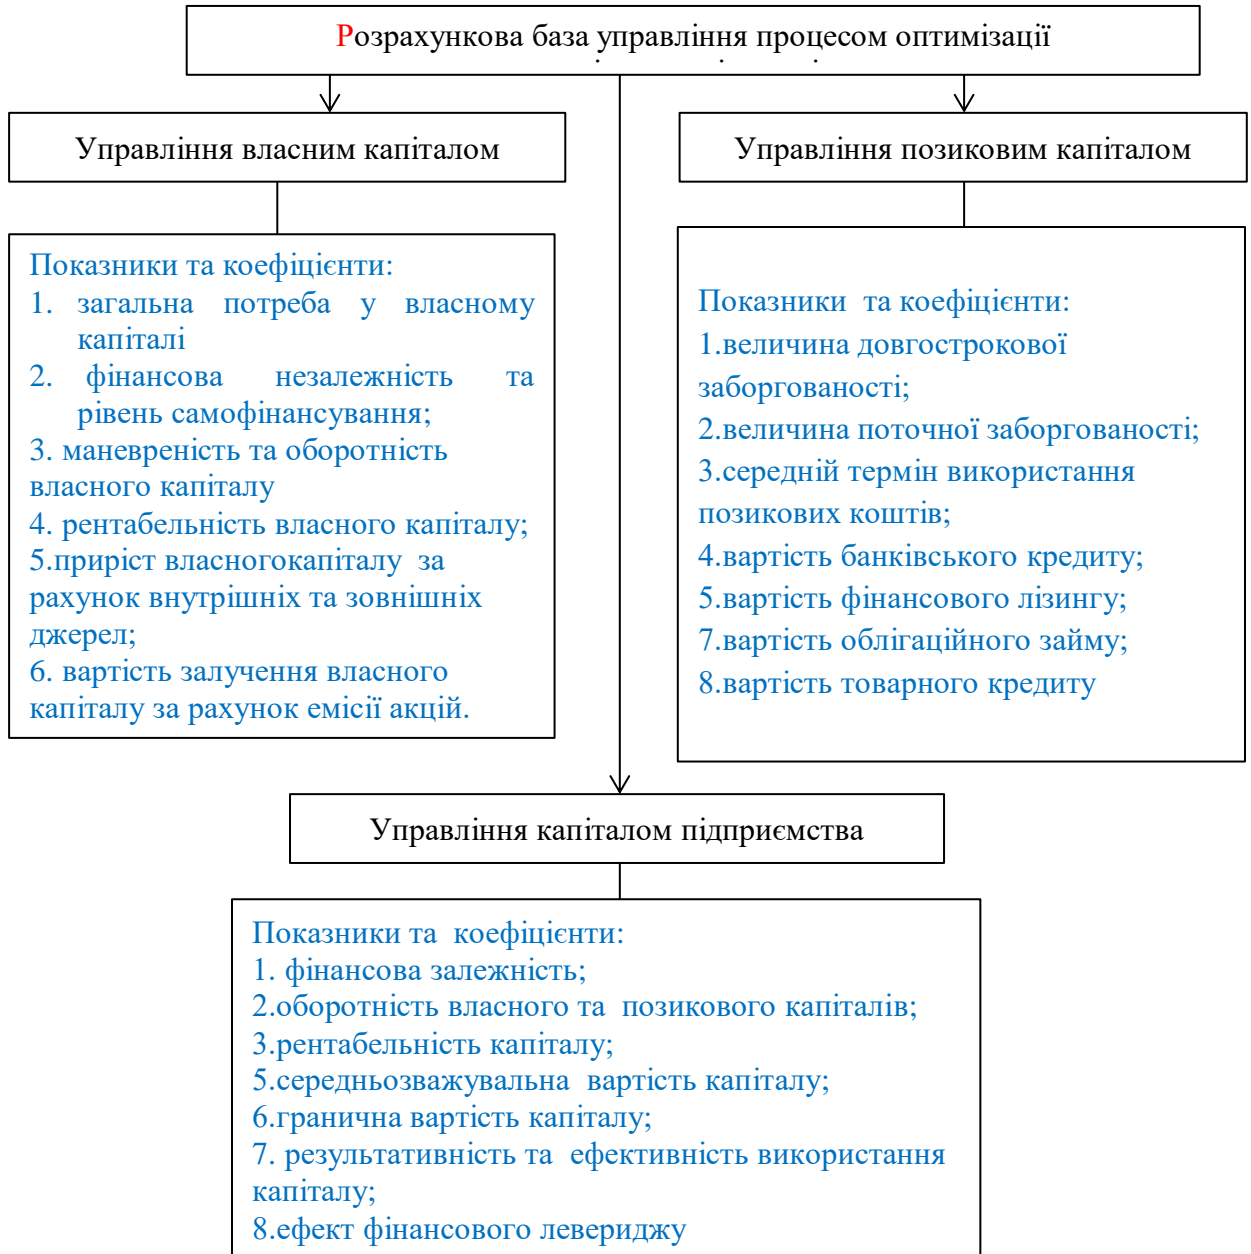 Розрахункова база управління процесом оптимізації
Управління власним капіталом
Управління позиковим капіталом
Показники та коефіцієнти:
1. загальна потреба у власному
капіталі
2. фінансова незалежність та
рівень самофінансування;
3. маневреність та оборотність
власного капіталу
4. рентабельність власного капіталу;
5.приріст власногокапіталу за
рахунок внутрішніх та зовнішніх
джерел;
6. вартість залучення власного
капіталу за рахунок емісії акцій.
Показники та коефіцієнти:
1.величина довгострокової
заборгованості;
2.величина поточної заборгованості;
3.середній термін використання
позикових коштів;
4.вартість банківського кредиту;
5.вартість фінансового лізингу;
7.вартість облігаційного займу;
8.вартість товарного кредиту
Управління капіталом підприємства
Показники та коефіцієнти:
1. фінансова залежність;
2.оборотність власного та позикового капіталів;
3.рентабельність капіталу;
5.середньозважувальна вартість капіталу;
6.гранична вартість капіталу;
7. результативність та ефективність використання
капіталу;
8.ефект фінансового левериджу